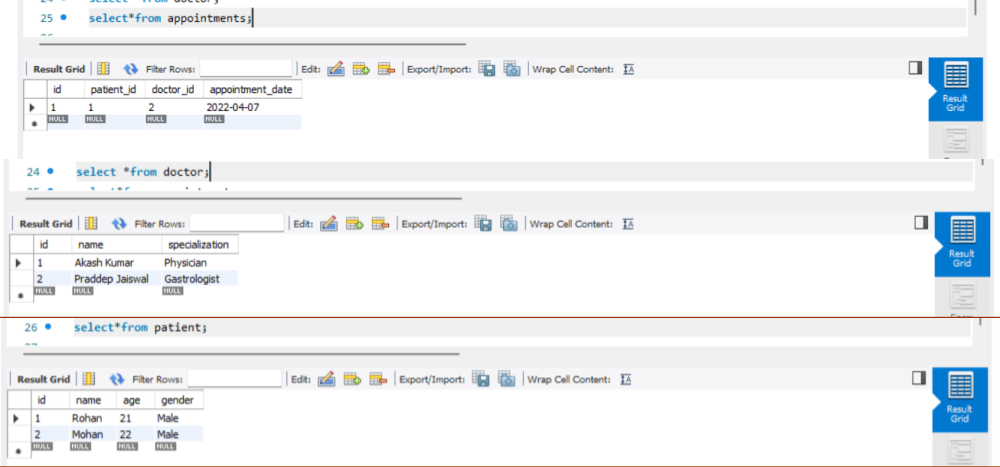 25 select*from appointments;
Result Grid Filter Rows: Edit: Export/Import: Wrap Cell Content: IA
id patient_id doctor_id appointment_date
1 1 2 2022-04-07
NULL NULL NULL NULL
Result
Grid
24 select *from doctor;
Result Grid Filter Rows: Edit: Export/Import: Wrap Cell Content: IA
id name specialization
1 Akash Kumar Physician
2 Praddep Jaiswal Gastrologist
NULL NULL NULL
Result
Grid
26 select*from patient;
Result Grid Filter Rows: Edit: Export/Import: Wrap Cell Content: IA
id name age gender
1 Rohan 21 Male
2 Mohan 22 Male
NULL NULL NULL NULL
Result
Grid